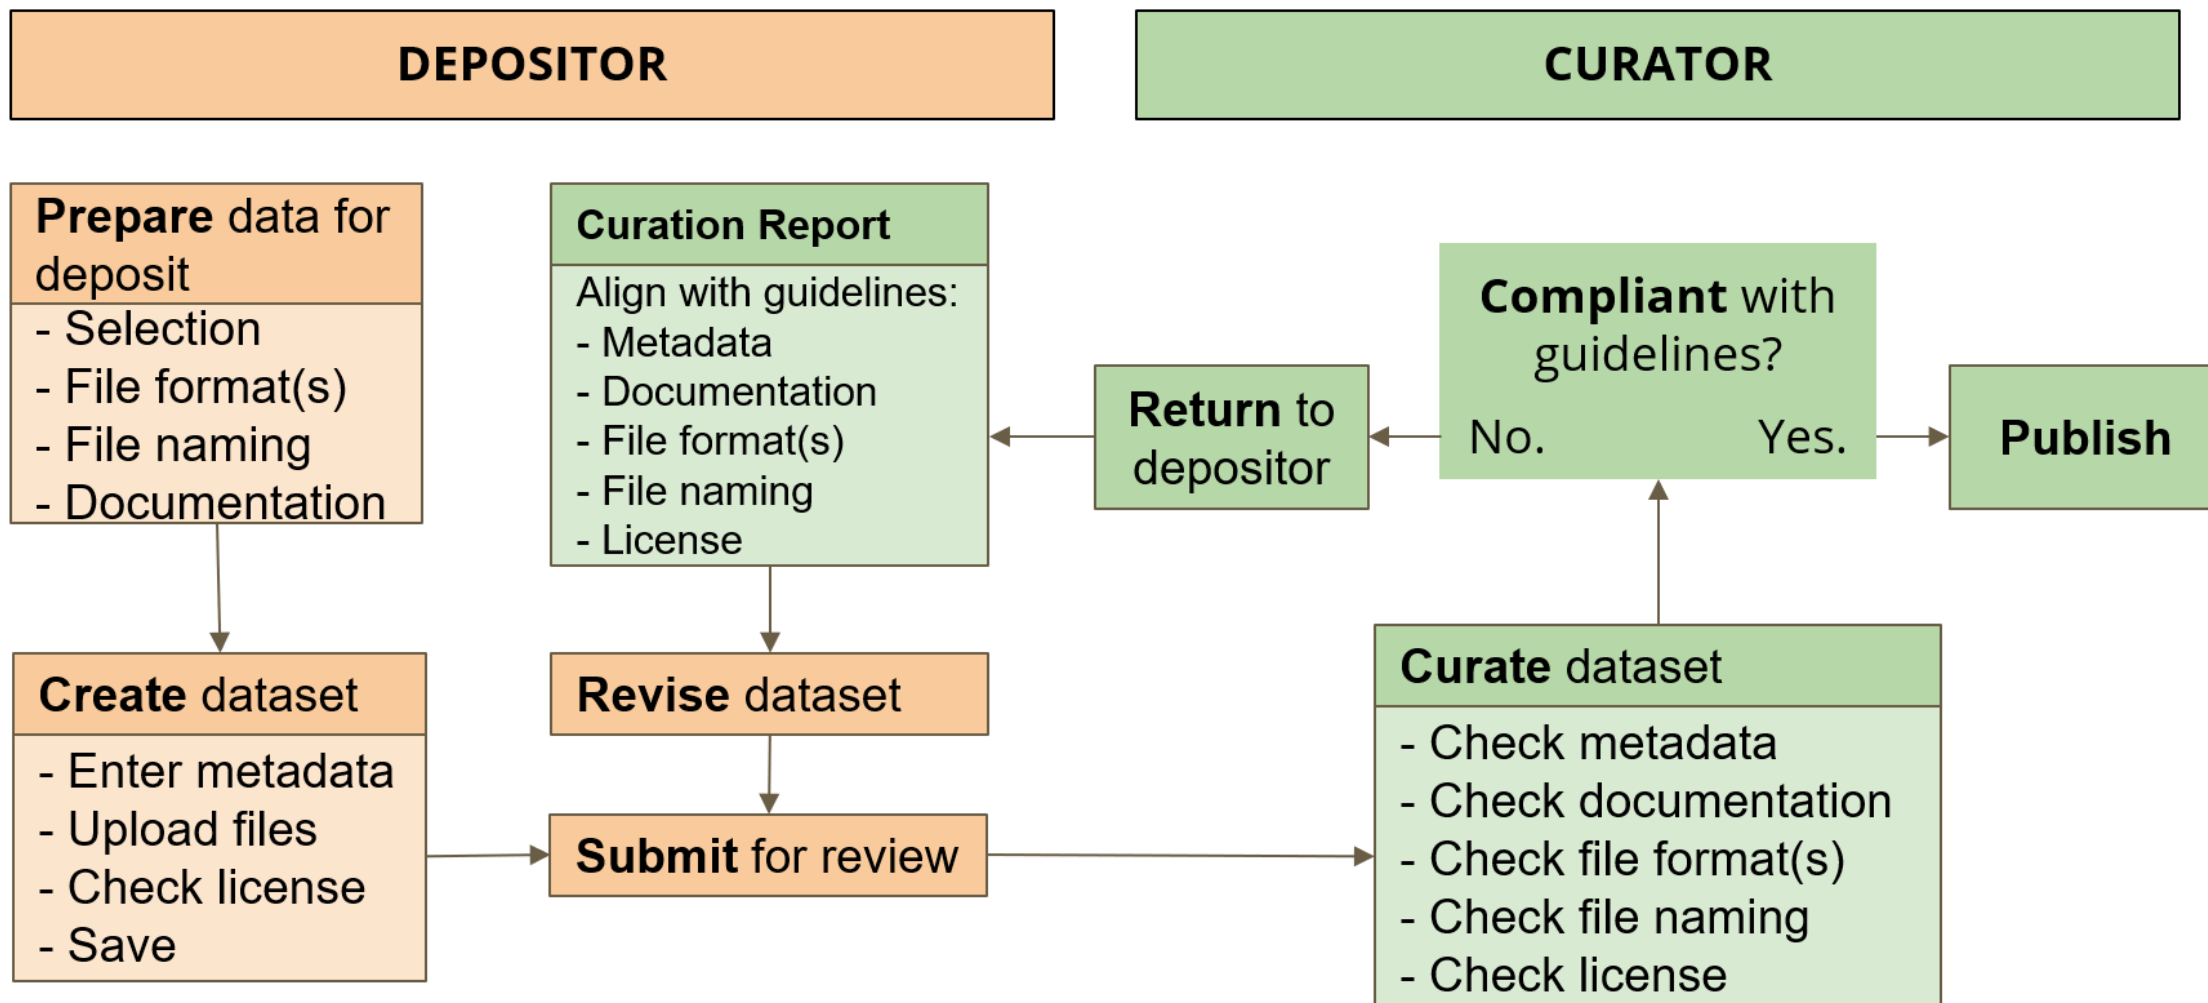 DEPOSITOR
CURATOR
Prepare data for
deposit
- Selection
- File format(s)
- File naming
- Documentation
Create dataset
- Enter metadata
- Upload files
- Check license
- Save
Curation Report
Align with guidelines:
- Metadata
- Documentation
- File format(s)
- File naming
- License
Revise dataset
Submit for review
Return to
depositor
Compliant with
guidelines?
No. Yes.
Publish
Curate dataset
- Check metadata
- Check documentation
- Check file format(s)
- Check file naming
- Check license